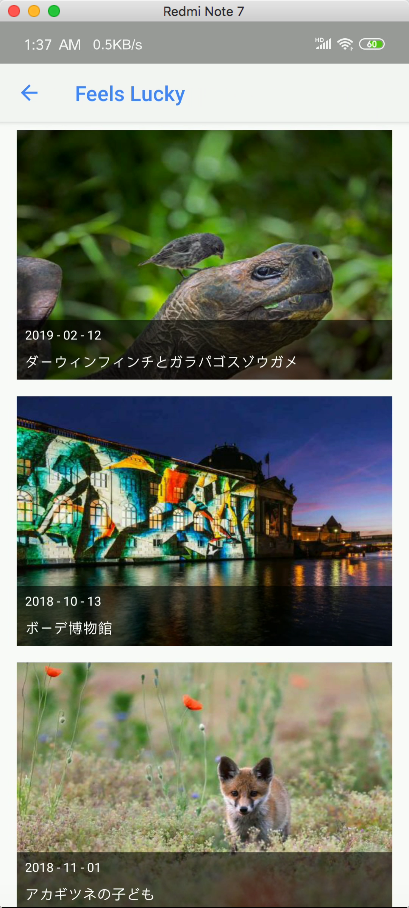 Redmi Note 7
1:37 AM 0.5KB/s HD 60
Feels Lucky
2019-02-12
ダーウィンフィンチとガラパゴスゾウガメ
2018-10-13
ボーデ博物館
2018-11-01
アカギツネの子ども